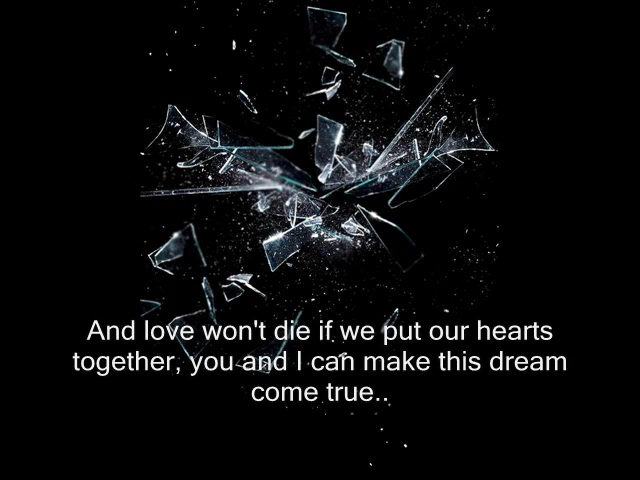 And love won't die if we put our hearts
together, you and I can make this dream
come true..